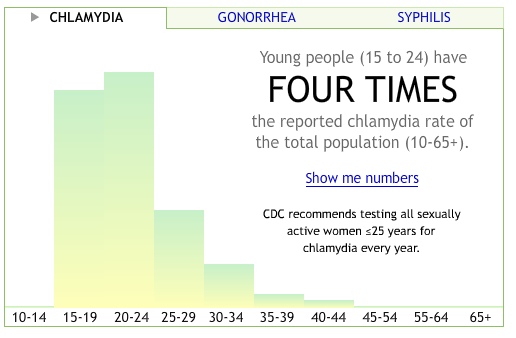 CHLAMYDIA
GONORRHEA
SYPHILIS
Young people (15 to 24) have
FOUR TIMES
the reported chlamydia rate of
the total population (10-65+).
Show me numbers
CDC recommends testing all sexually
active women ≤25 years for
chlamydia every year.
10-14 15-19 20-24 25-29 30-34 35-39 40-44 45-54 55-64 65+